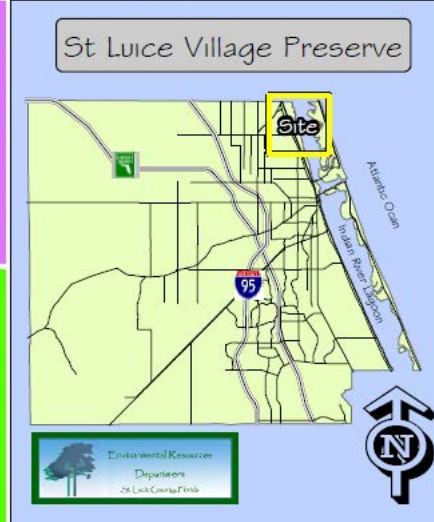 St Luice Village Preserve
Site
Atlantic Ocan
Indian River Lagoon
95
Environmental Resources
Department
St. Lucie County, Florida
N